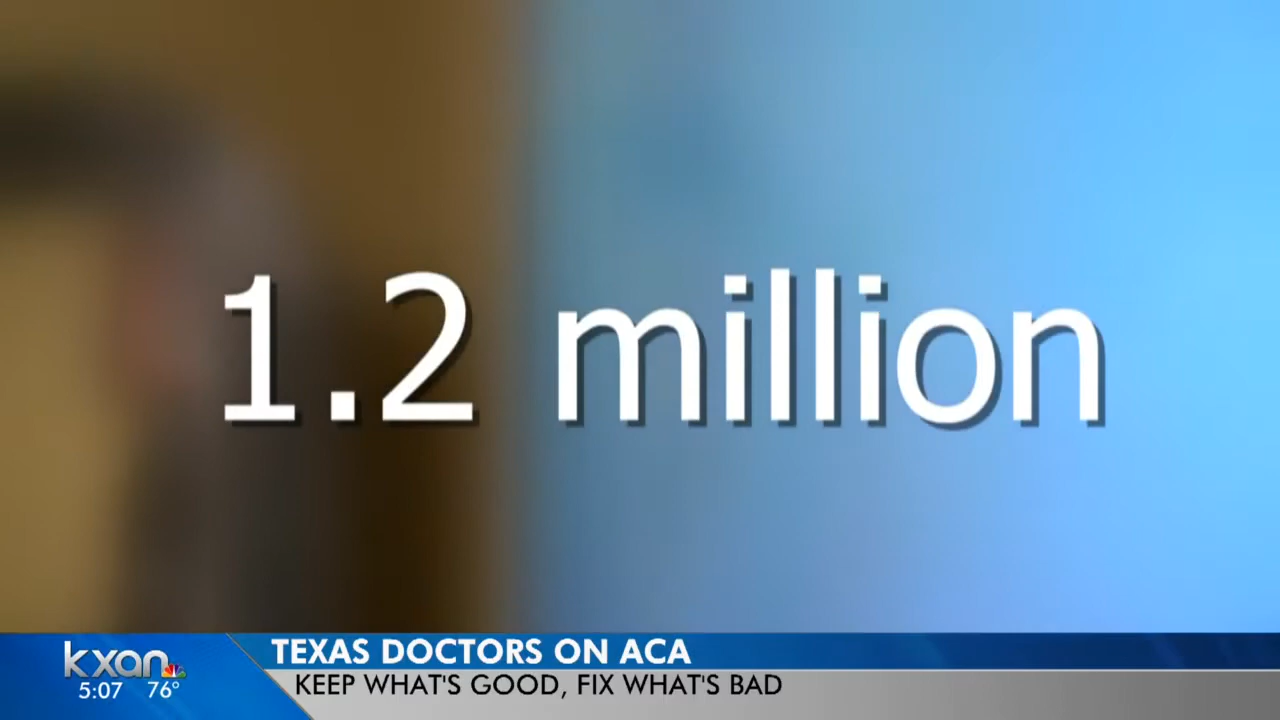 1.2 million
TEXAS DOCTORS ON ACA
KEEP WHAT'S GOOD, FIX WHAT'S BAD
kxan
5:07 76°